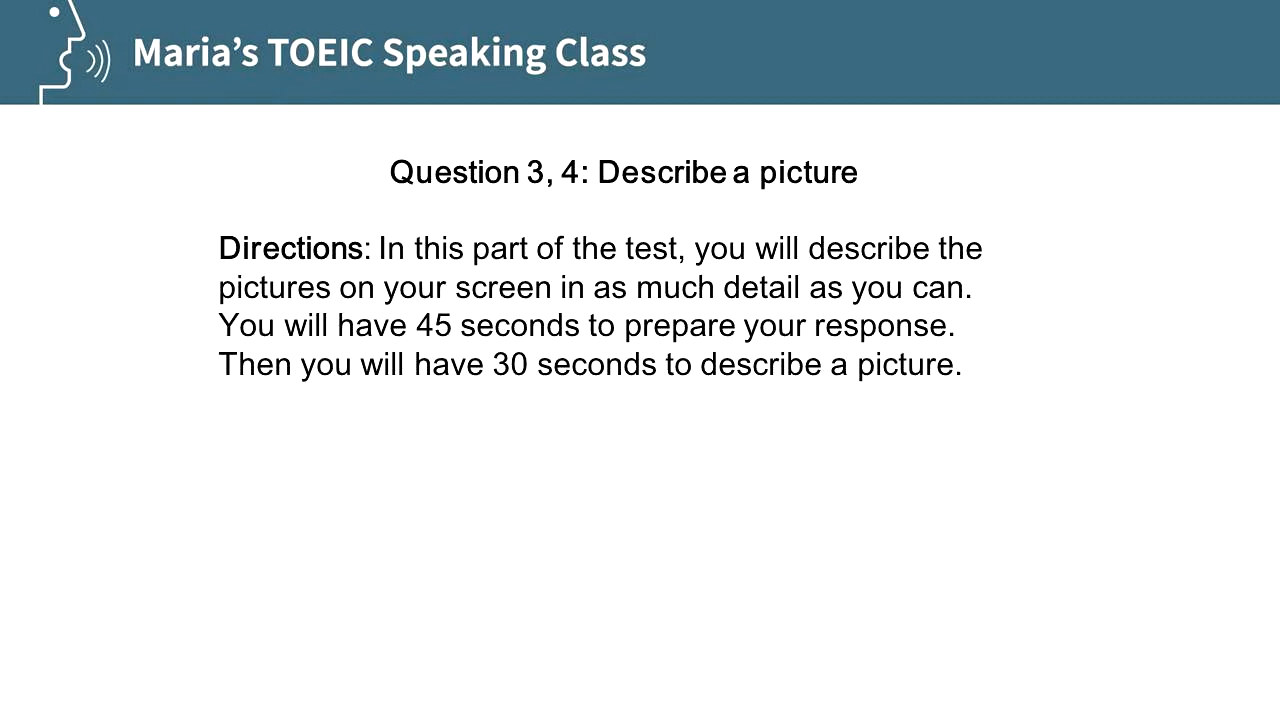 Maria’s TOEIC Speaking Class
Question 3, 4: Describe a picture
Directions: In this part of the test, you will describe the
pictures on your screen in as much detail as you can.
You will have 45 seconds to prepare your response.
Then you will have 30 seconds to describe a picture.